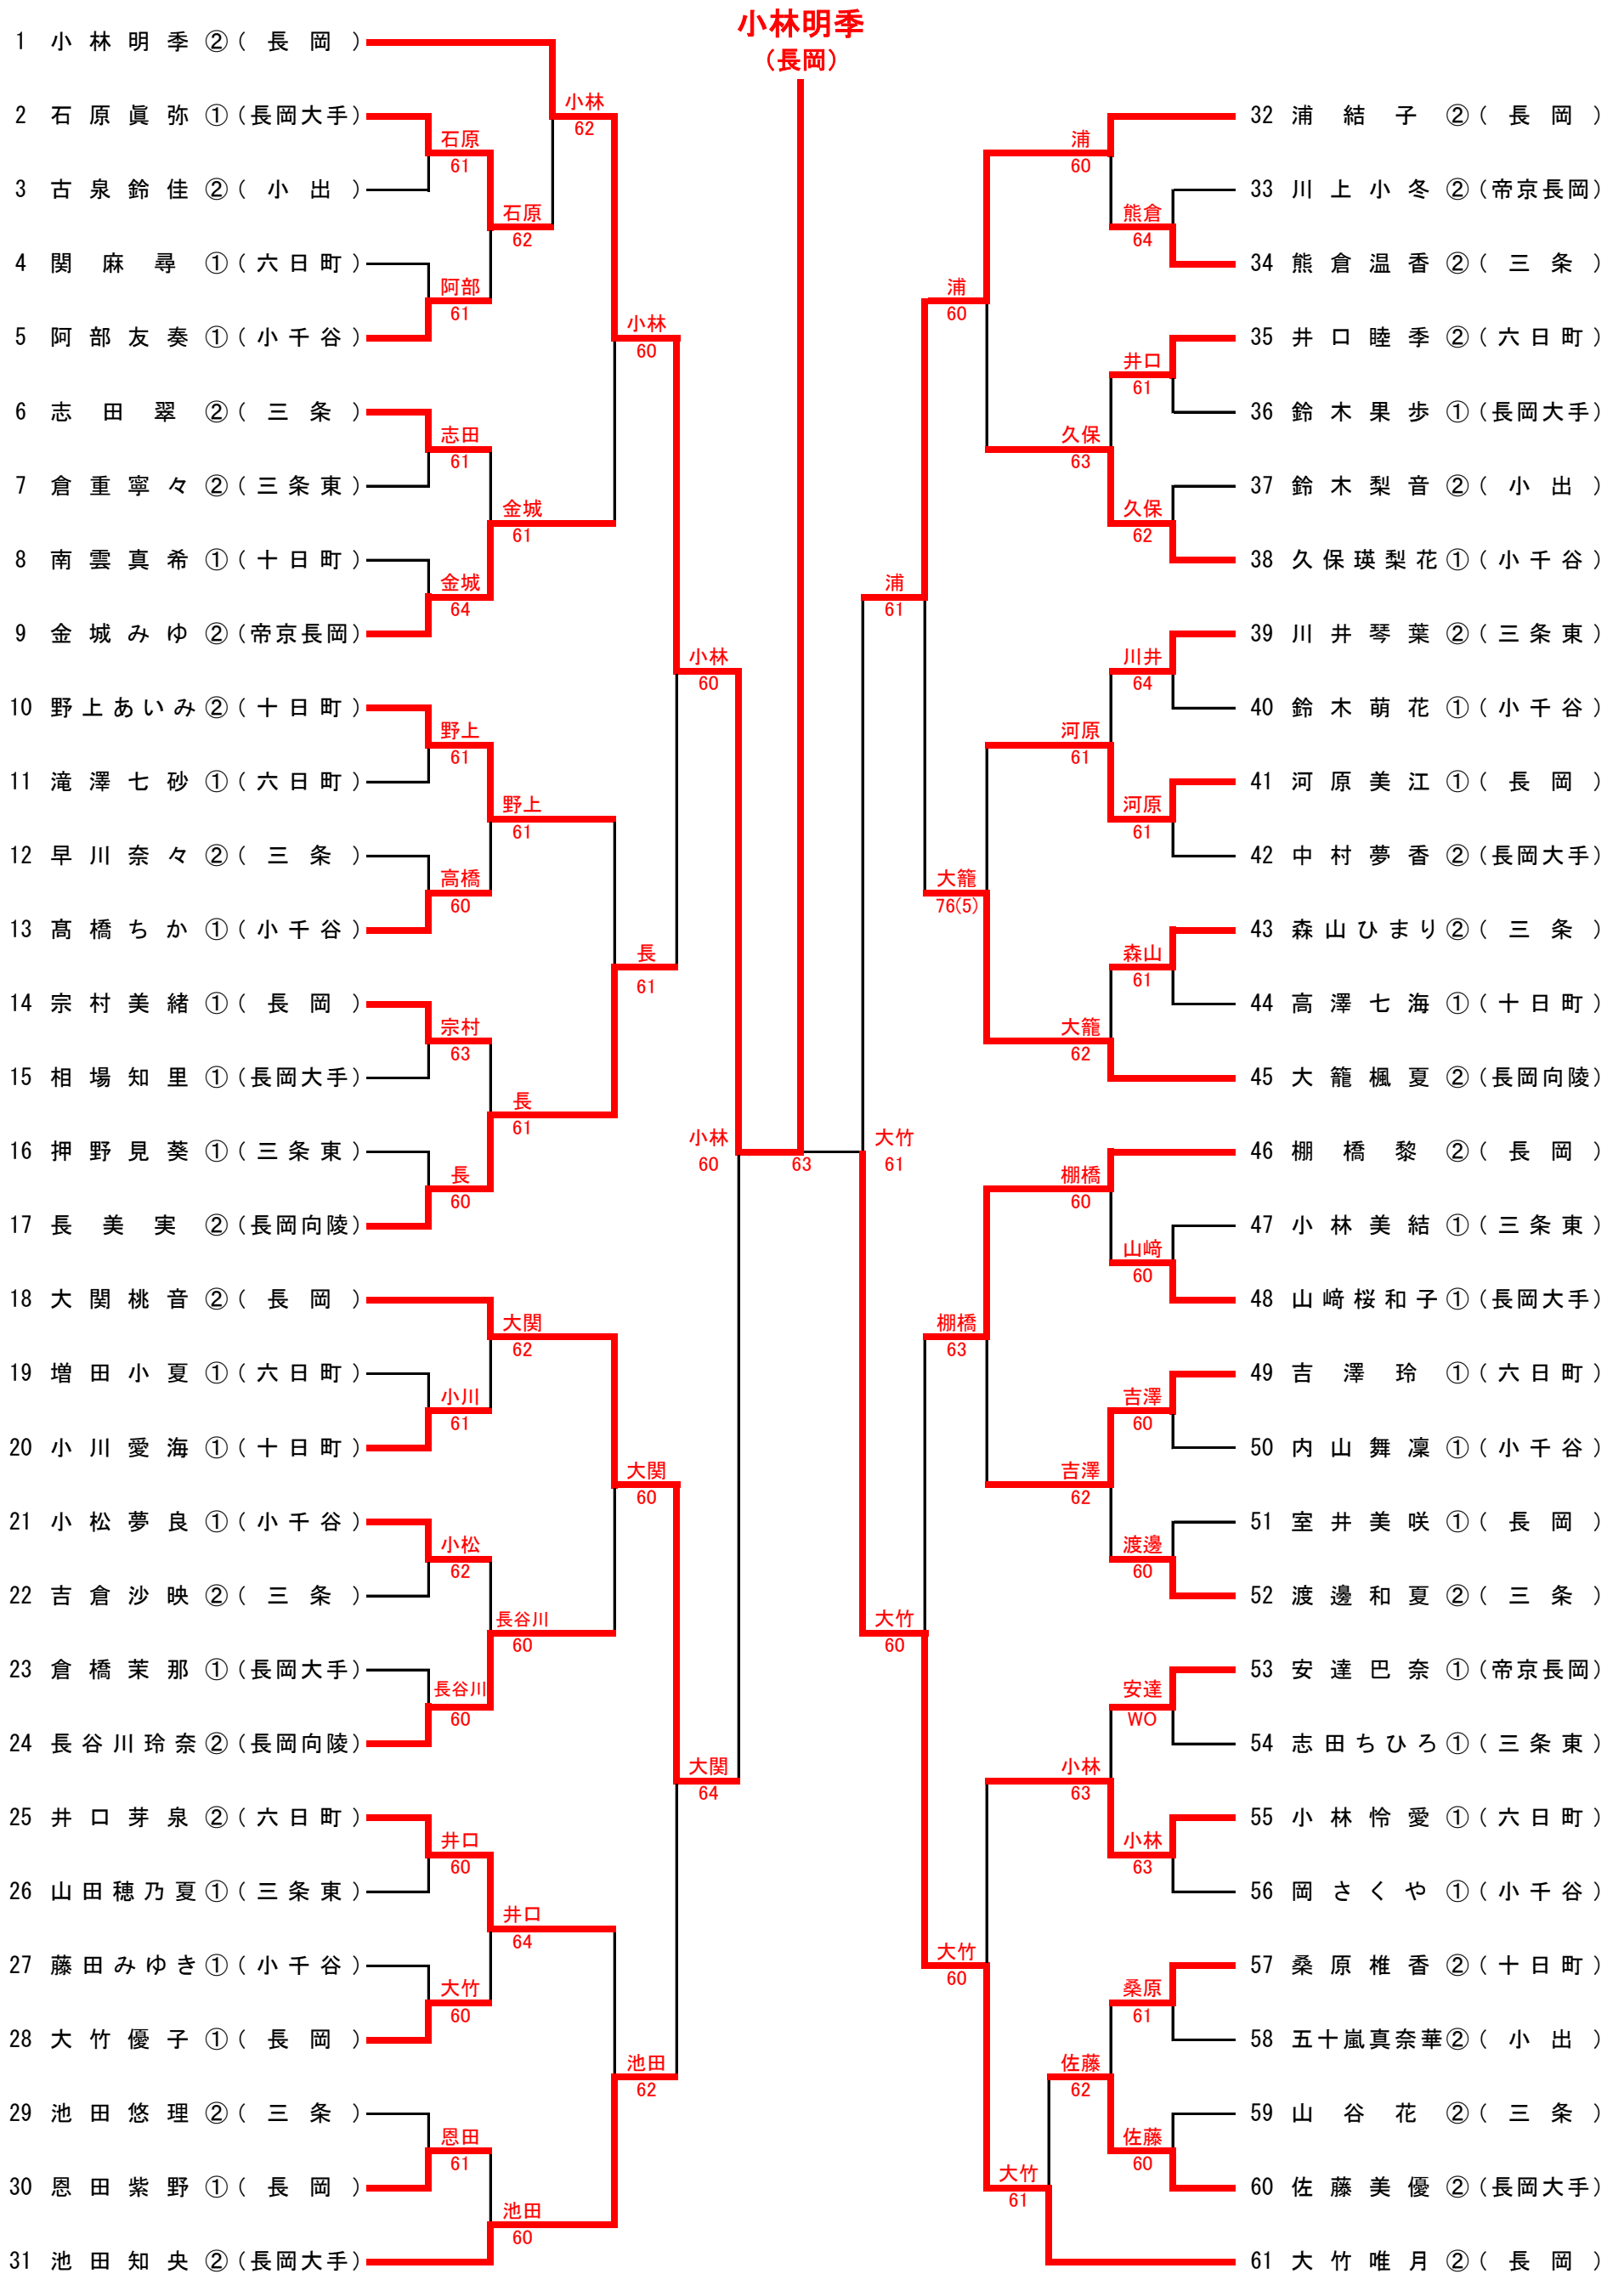 小林明季
(長岡)
1 小林明季②(長岡)
2 石原眞弥①(長岡大手)
3 古泉鈴佳②(小出)
4 関麻尋①(六日町)
5 阿部友奏①(小千谷)
6 志田翠②(三条)
7 倉重寧々②(三条東)
8 南雲真希①(十日町)
9 金城みゆ②(帝京長岡)
10 野上あいみ②(十日町)
11 滝澤七砂①(六日町)
12 早川奈々②(三条)
13 髙橋ちか①(小千谷)
14 宗村美緒①(長岡)
15 相場知里①(長岡大手)
16 押野見葵①(三条東)
17 長美実②(長岡向陵)
18 大関桃音②(長岡)
19 増田小夏①(六日町)
20 小川愛海①(十日町)
21 小松夢良①(小千谷)
22 吉倉沙映②(三条)
23 倉橋茉那①(長岡大手)
24 長谷川玲奈②(長岡向陵)
25 井口芽泉②(六日町)
26 山田穂乃夏①(三条東)
27 藤田みゆき①(小千谷)
28 大竹優子①(長岡)
29 池田悠理②(三条)
30 恩田紫野①(長岡)
31 池田知央②(長岡大手)
石原
61
阿部
61
志田
61
金城
64
野上
61
高橋
60
宗村
63
長
60
小川
61
小松
62
長谷川
60
井口
60
大竹
60
恩田
61
石原
62
金城
61
野上
61
長
61
大関
62
長谷川
60
井口
64
池田
60
小林
62
小林
60
長
61
大関
60
池田
62
小林
60
大関
64
小林
60
63
大竹
61
浦
61
大竹
60
浦
60
大籠
76(5)
棚橋
63
大竹
60
浦
60
久保
63
河原
61
大籠
62
棚橋
60
吉澤
62
小林
63
佐藤
62
大竹
61
熊倉
64
井口
61
久保
62
川井
64
河原
61
森山
61
山﨑
60
吉澤
60
渡邊
60
安達
WO
小林
63
桑原
61
佐藤
60
32 浦結子②(長岡)
33 川上小冬②(帝京長岡)
34 熊倉温香②(三条)
35 井口睦季②(六日町)
36 鈴木果歩①(長岡大手)
37 鈴木梨音②(小出)
38 久保瑛梨花①(小千谷)
39 川井琴葉②(三条東)
40 鈴木萌花①(小千谷)
41 河原美江①(長岡)
42 中村夢香②(長岡大手)
43 森山ひまり②(三条)
44 高澤七海①(十日町)
45 大籠楓夏②(長岡向陵)
46 棚橋黎②(長岡)
47 小林美結①(三条東)
48 山﨑桜和子①(長岡大手)
49 吉澤玲①(六日町)
50 内山舞凜①(小千谷)
51 室井美咲①(長岡)
52 渡邊和夏②(三条)
53 安達巴奈①(帝京長岡)
54 志田ちひろ①(三条東)
55 小林怜愛①(六日町)
56 岡さくや①(小千谷)
57 桑原椎香②(十日町)
58 五十嵐真奈華②(小出)
59 山谷花②(三条)
60 佐藤美優②(長岡大手)
61 大竹唯月②(長岡)